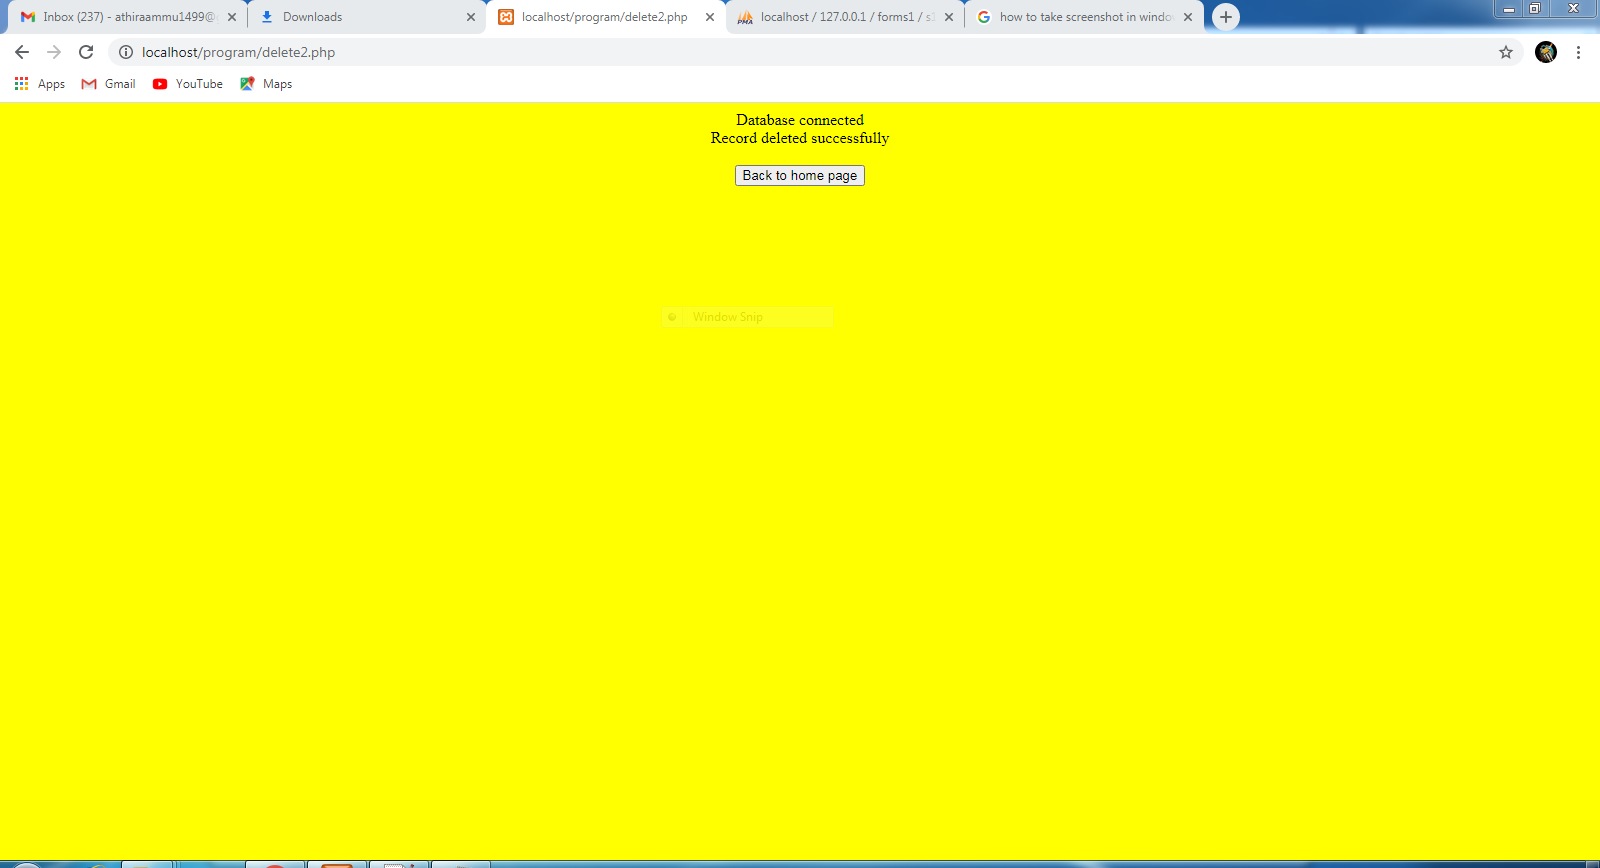 Inbox (237) - athiraammu1499@
Downloads
localhost/program/delete2.php
localhost / 127.0.0.1 / forms1 / s1
how to take screenshot in windo
localhost/program/delete2.php
Apps
Gmail
YouTube
Maps
Database connected
Record deleted successfully
Back to home page
Window Snip